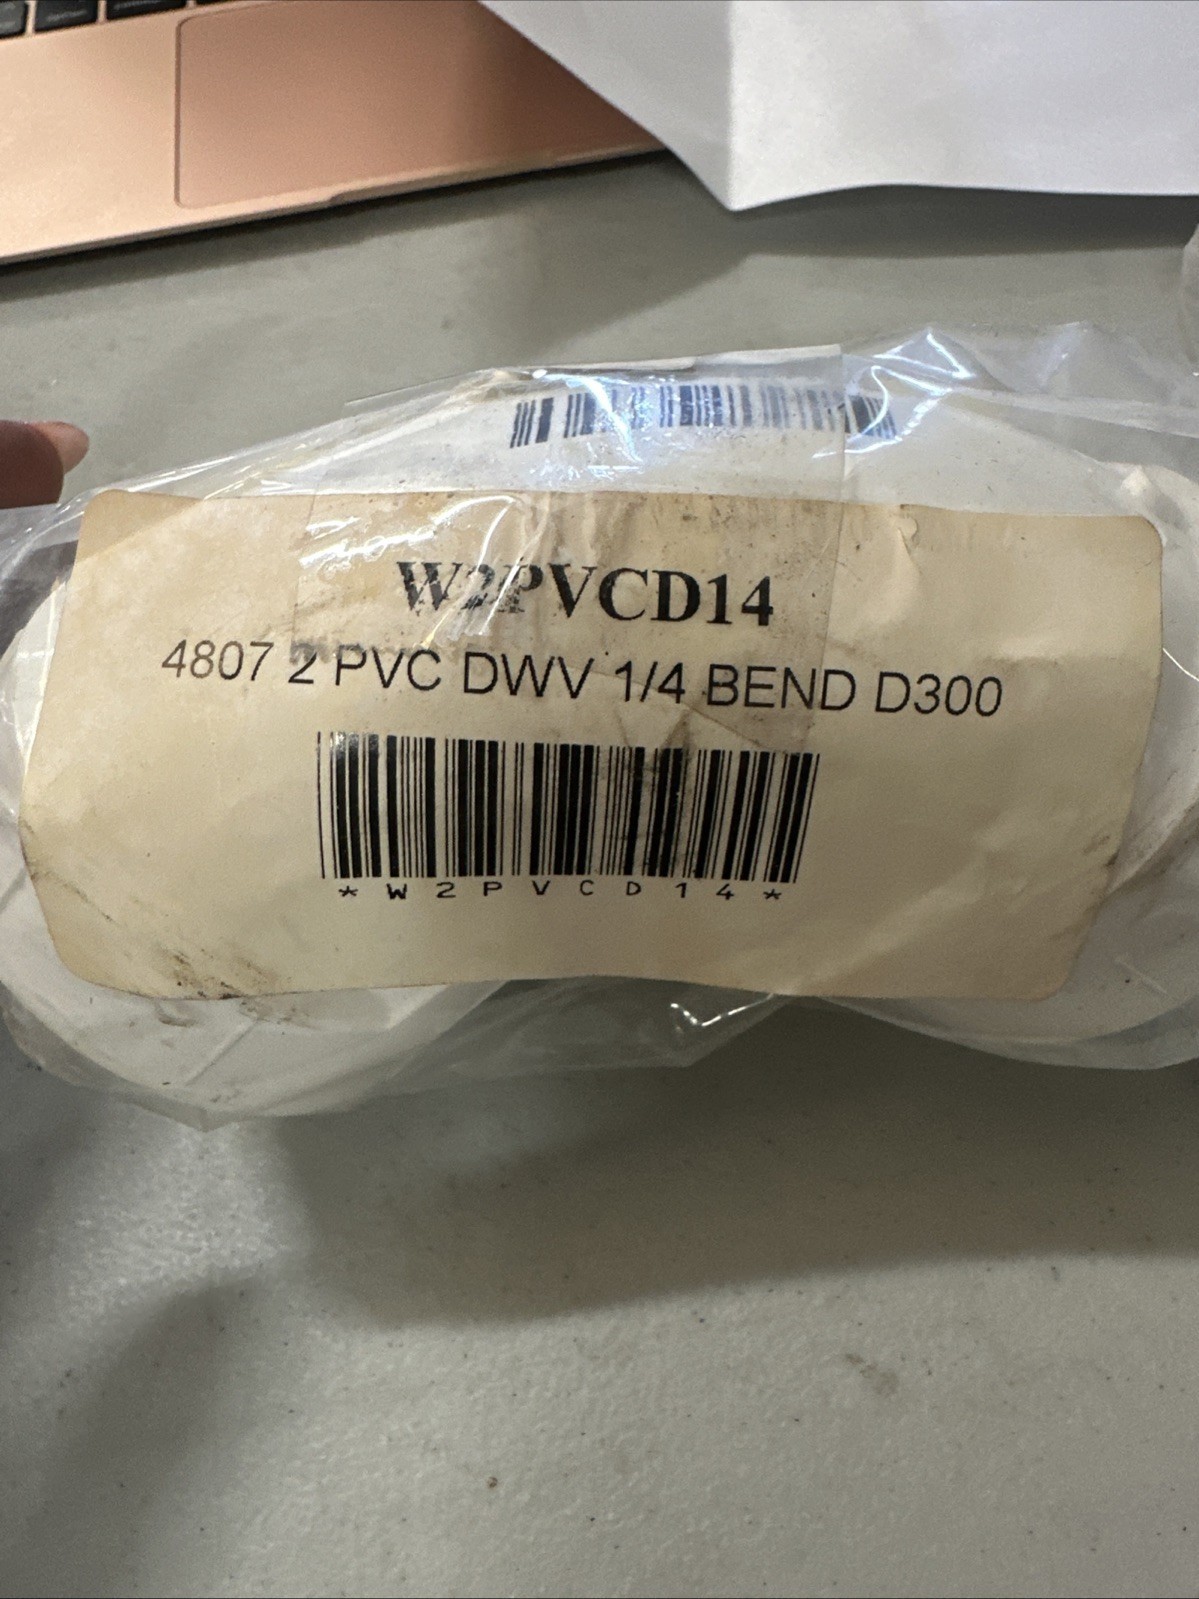 W2PVCD14
4807 2 PVC DWV 1/4 BEND D300
*W2PVCD14*